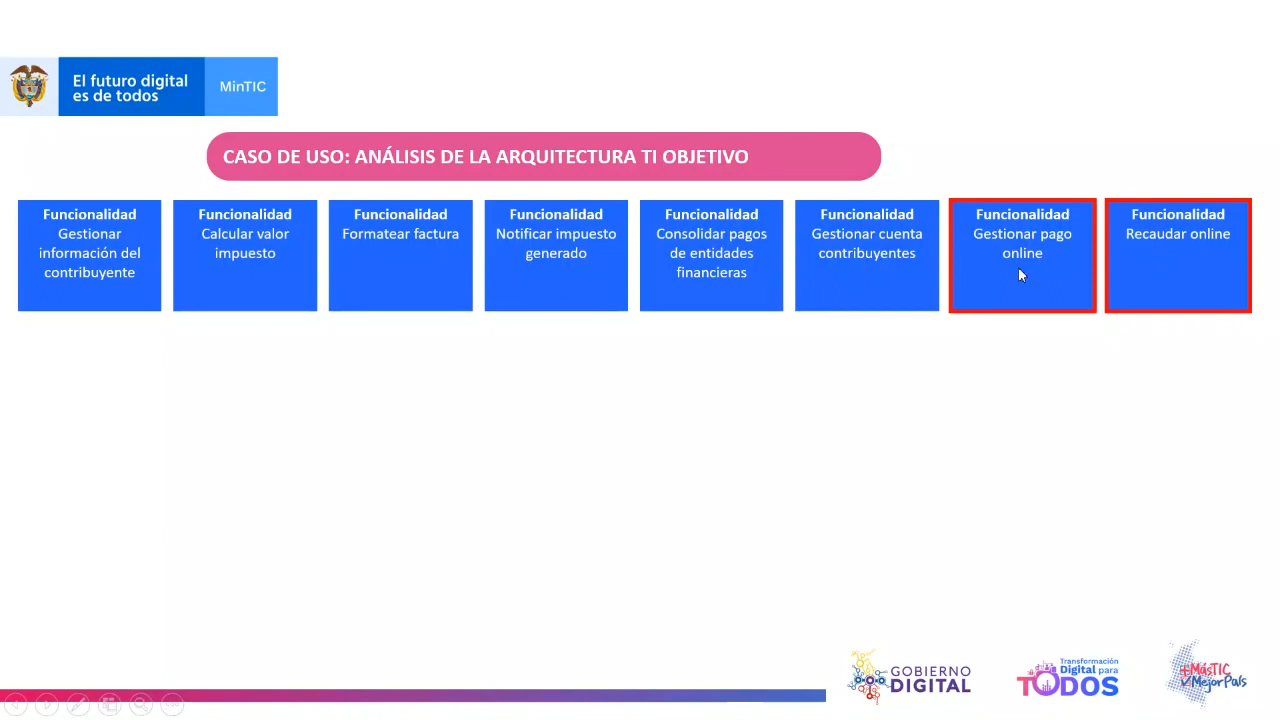 El futuro digital
es de todos
MinTIC
CASO DE USO: ANÁLISIS DE LA ARQUITECTURA TI OBJETIVO
Funcionalidad
Gestionar
información del
contribuyente
Funcionalidad
Calcular valor
impuesto
Funcionalidad
Formatear factura
Funcionalidad
Notificar impuesto
generado
Funcionalidad
Consolidar pagos
de entidades
financieras
Funcionalidad
Gestionar cuenta
contribuyentes
Funcionalidad
Gestionar pago
online
Funcionalidad
Recaudar online
GOBIERNO
DIGITAL
Transformación
Digital para
TODOS
+MásTIC
✓MejorPaís